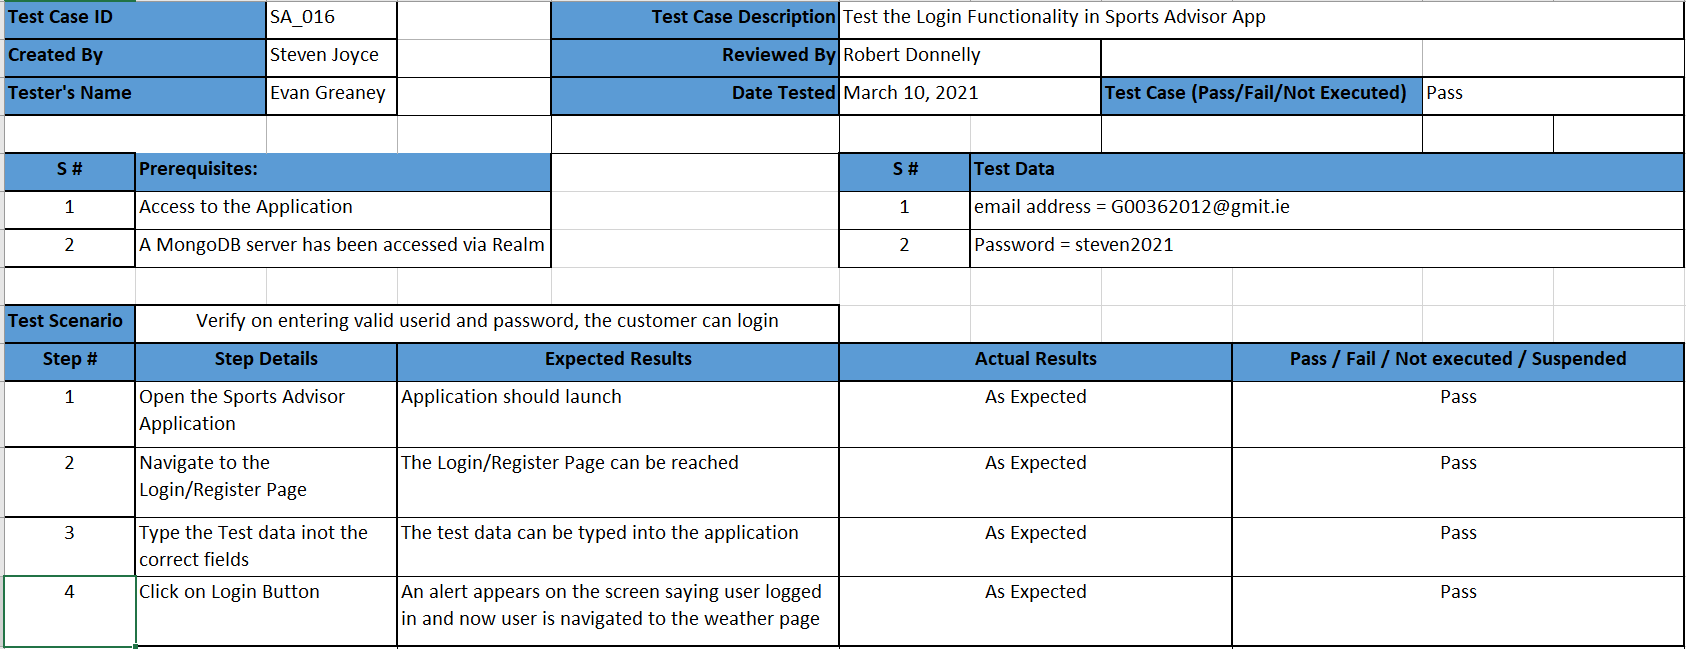 Test Case ID SA_016 Test Case Description Test the Login Functionality in Sports Advisor App
Created By Steven Joyce Reviewed By Robert Donnelly
Tester's Name Evan Greaney Date Tested March 10, 2021 Test Case (Pass/Fail/Not Executed) Pass
S # Prerequisites: S # Test Data
1 Access to the Application 1 email address = G00362012@gmit.ie
2 A MongoDB server has been accessed via Realm 2 Password = steven2021
Test Scenario Verify on entering valid userid and password, the customer can login
Step # Step Details Expected Results Actual Results Pass / Fail / Not executed / Suspended
1 Open the Sports Advisor Application should launch As Expected Pass
Application
2 Navigate to the The Login/Register Page can be reached As Expected Pass
Login/Register Page
3 Type the Test data inot the The test data can be typed into the application As Expected Pass
correct fields
4 Click on Login Button An alert appears on the screen saying user logged As Expected Pass
in and now user is navigated to the weather page